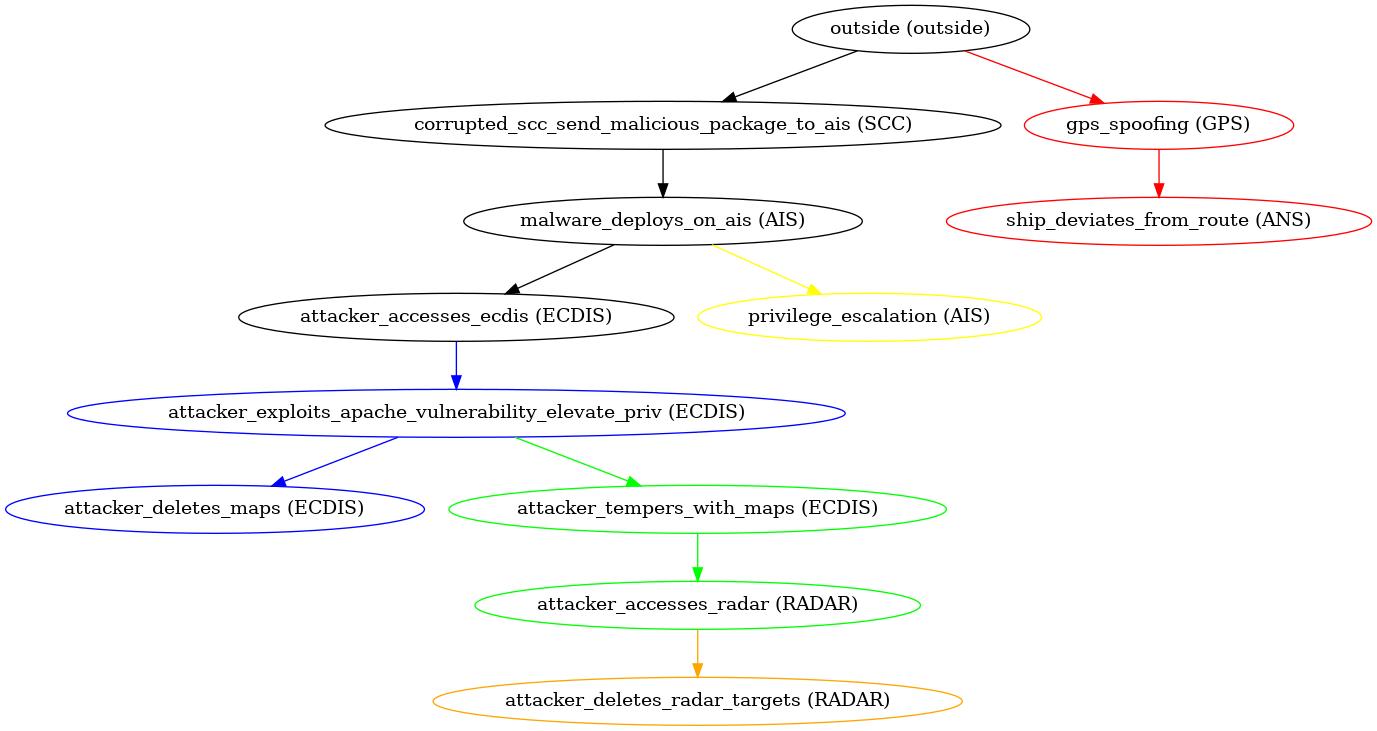 outside (outside)
corrupted_scc_send_malicious_package_to_ais (SCC)
gps_spoofing (GPS)
malware_deploys_on_ais (AIS)
ship_deviates_from_route (ANS)
attacker_accesses_ecdis (ECDIS)
privilege_escalation (AIS)
attacker_exploits_apache_vulnerability_elevate_priv (ECDIS)
attacker_deletes_maps (ECDIS)
attacker_tempers_with_maps (ECDIS)
attacker_accesses_radar (RADAR)
attacker_deletes_radar_targets (RADAR)